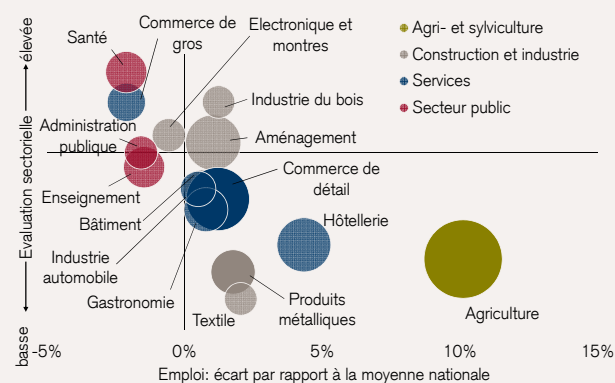 Commerce de
gros
Santé
Electronique et
montres
Agri- et sylviculture
Construction et industrie
Services
Secteur public
élevée
Evaluation sectorielle
basse
Industrie du bois
Administration
publique
Aménagement
Enseignement
Commerce de
détail
Bâtiment
Hôtellerie
Industrie
automobile
Gastronomie
Produits
métalliques
Textile
Agriculture
-5%
0%
5%
10%
15%
Emploi: écart par rapport à la moyenne nationale